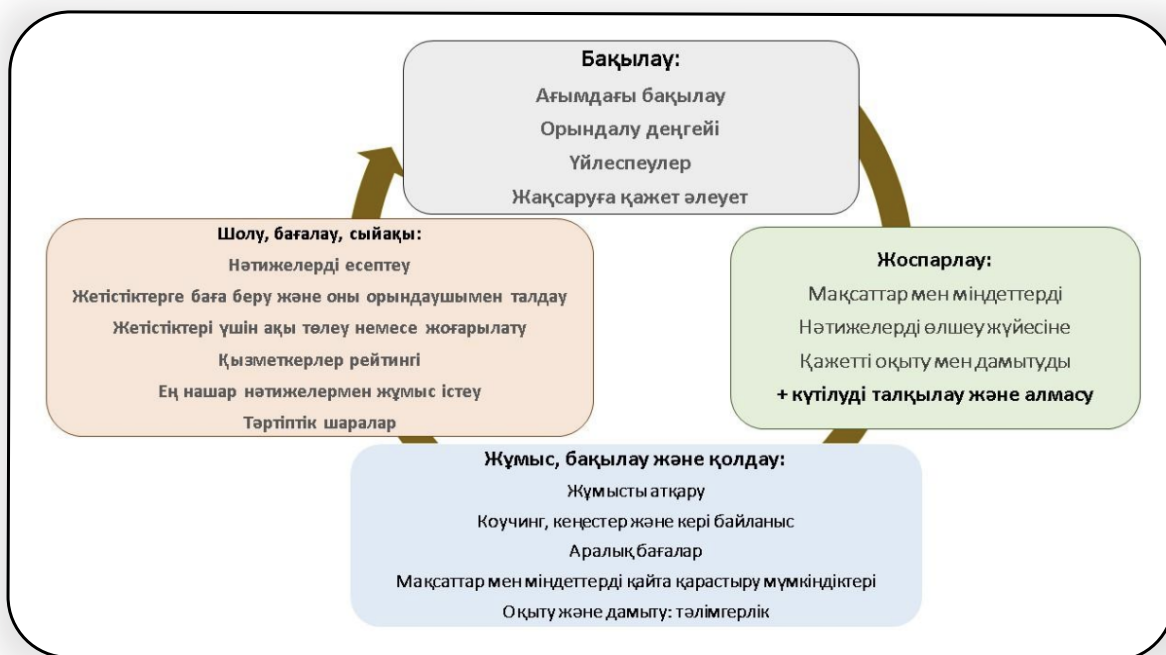 Бақылау:
Ағымдағы бақылау
Орындалу деңгейі
Үйлеспеулер
Жақсаруға қажет әлеует
Жоспарлау:
Мақсаттар мен міндеттерді
Нәтижелерді өлшеу жүйесіне
Қажетті оқыту мен дамытуды
+ күтілуді талқылау және алмасу
Жұмыс, бақылау және қолдау:
Жұмысты атқару
Коучинг, кеңестер және кері байланыс
Аралық бағалар
Мақсаттар мен міндеттерді қайта қарастыру мүмкіндіктері
Оқыту және дамыту: тәлімгерлік
Шолу, бағалау, сыйақы:
Нәтижелерді есептеу
Жетістіктерге баға беру және оны орындаушымен талдау
Жетістіктері үшін ақы төлеу немесе жоғарылату
Қызметкерлер рейтингі
Ең нашар нәтижелермен жұмыс істеу
Тәртіптік шаралар